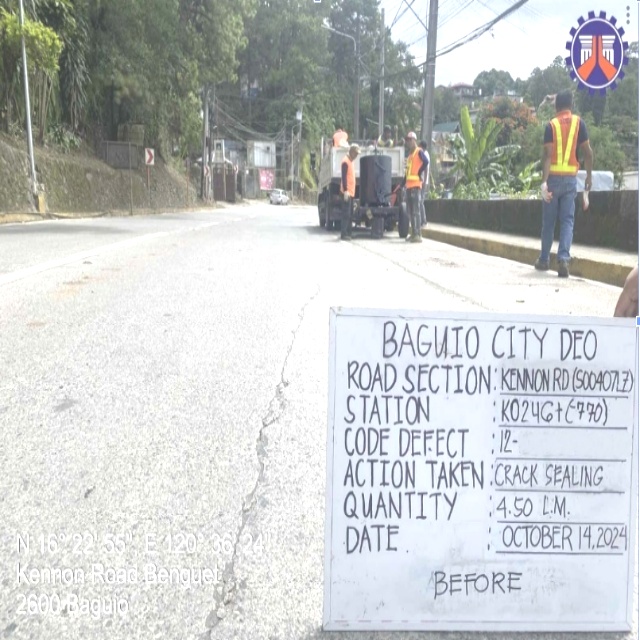 BAGUIO CITY DEO
ROAD SECTION: KENNON RD (S00407LZ)
STATION : K0246+(-770)
CODE DEFECT : 12-
ACTION TAKEN: CRACK SEALING
QUANTITY : 4.50 L.M.
DATE : OCTOBER 14, 2024
BEFORE
N 16° 22' 55" E 120° 36' 24"
Kennon Road Benguet
2600 Baguio